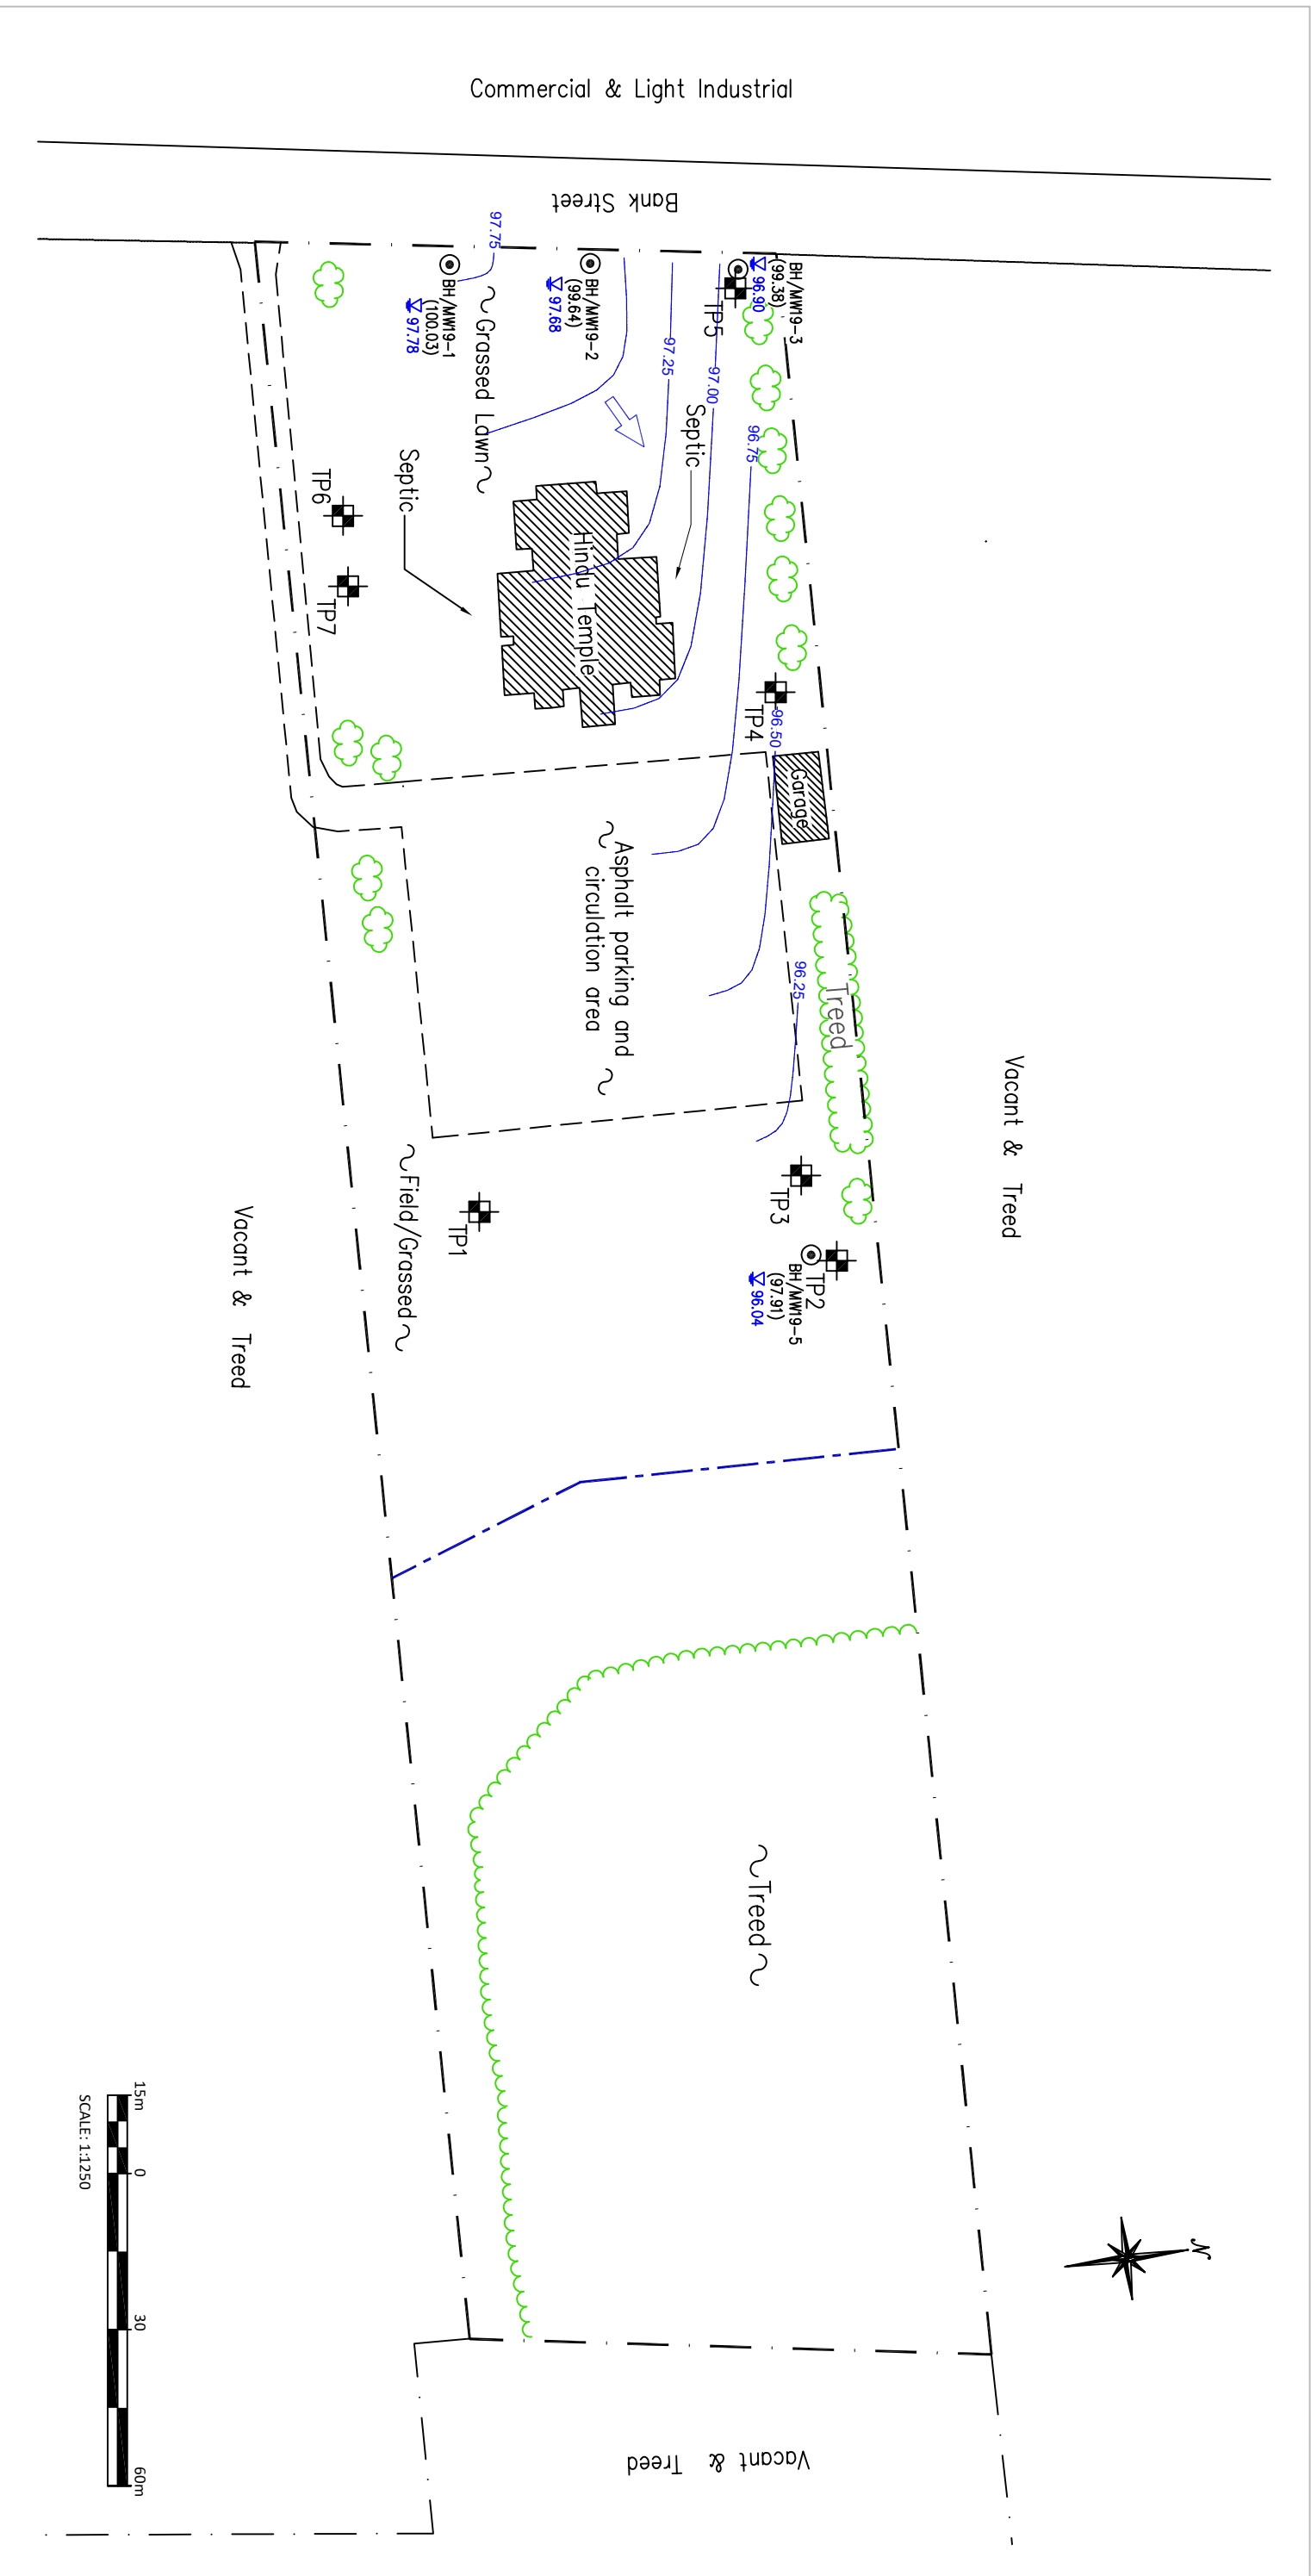 Commercial & Light Industrial
Bank Street
97.75
BH/MW19-1
(100.03)
97.78
BH/MW19-2
(99.64)
97.68
BH/MW19-3
(99.38)
96.90
TP5
~ Grassed Lawn ~
97.25
97.00
96.75
Septic
Septic
TP6
TP7
Hindu Temple
TP4
96.50
Garage
~ Asphalt parking and ~
circulation area
96.25
Treed
Vacant & Treed
TP3
TP1
~ Field/Grassed ~
TP2
BH/MW19-5
(97.91)
96.04
Vacant & Treed
~ Treed ~
N
15m
0
30
60m
SCALE: 1:1250
Vacant & Treed